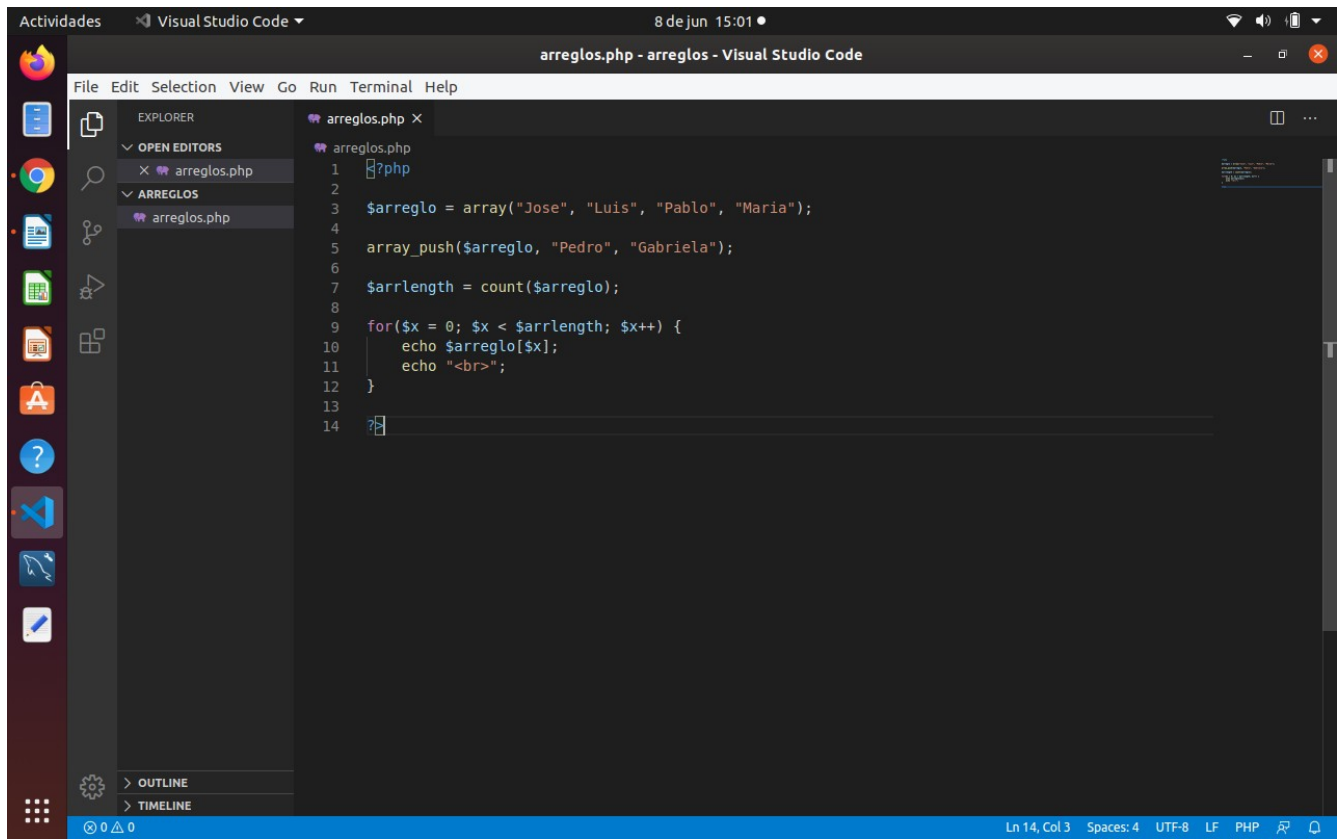 Actividades Visual Studio Code 8 de jun 15:01
arreglos.php - arreglos - Visual Studio Code
File Edit Selection View Go Run Terminal Help
EXPLORER
OPEN EDITORS
arreglos.php
ARREGLOS
arreglos.php
OUTLINE
TIMELINE
arreglos.php
arreglos.php
1 <?php
2
3 $arreglo = array("Jose", "Luis", "Pablo", "Maria");
4
5 array_push($arreglo, "Pedro", "Gabriela");
6
7 $arrlength = count($arreglo);
8
9 for($x = 0; $x < $arrlength; $x++) {
10     echo $arreglo[$x];
11     echo "<br>";
12 }
13
14 ?>
0 0 Ln 14, Col 3 Spaces: 4 UTF-8 LF PHP